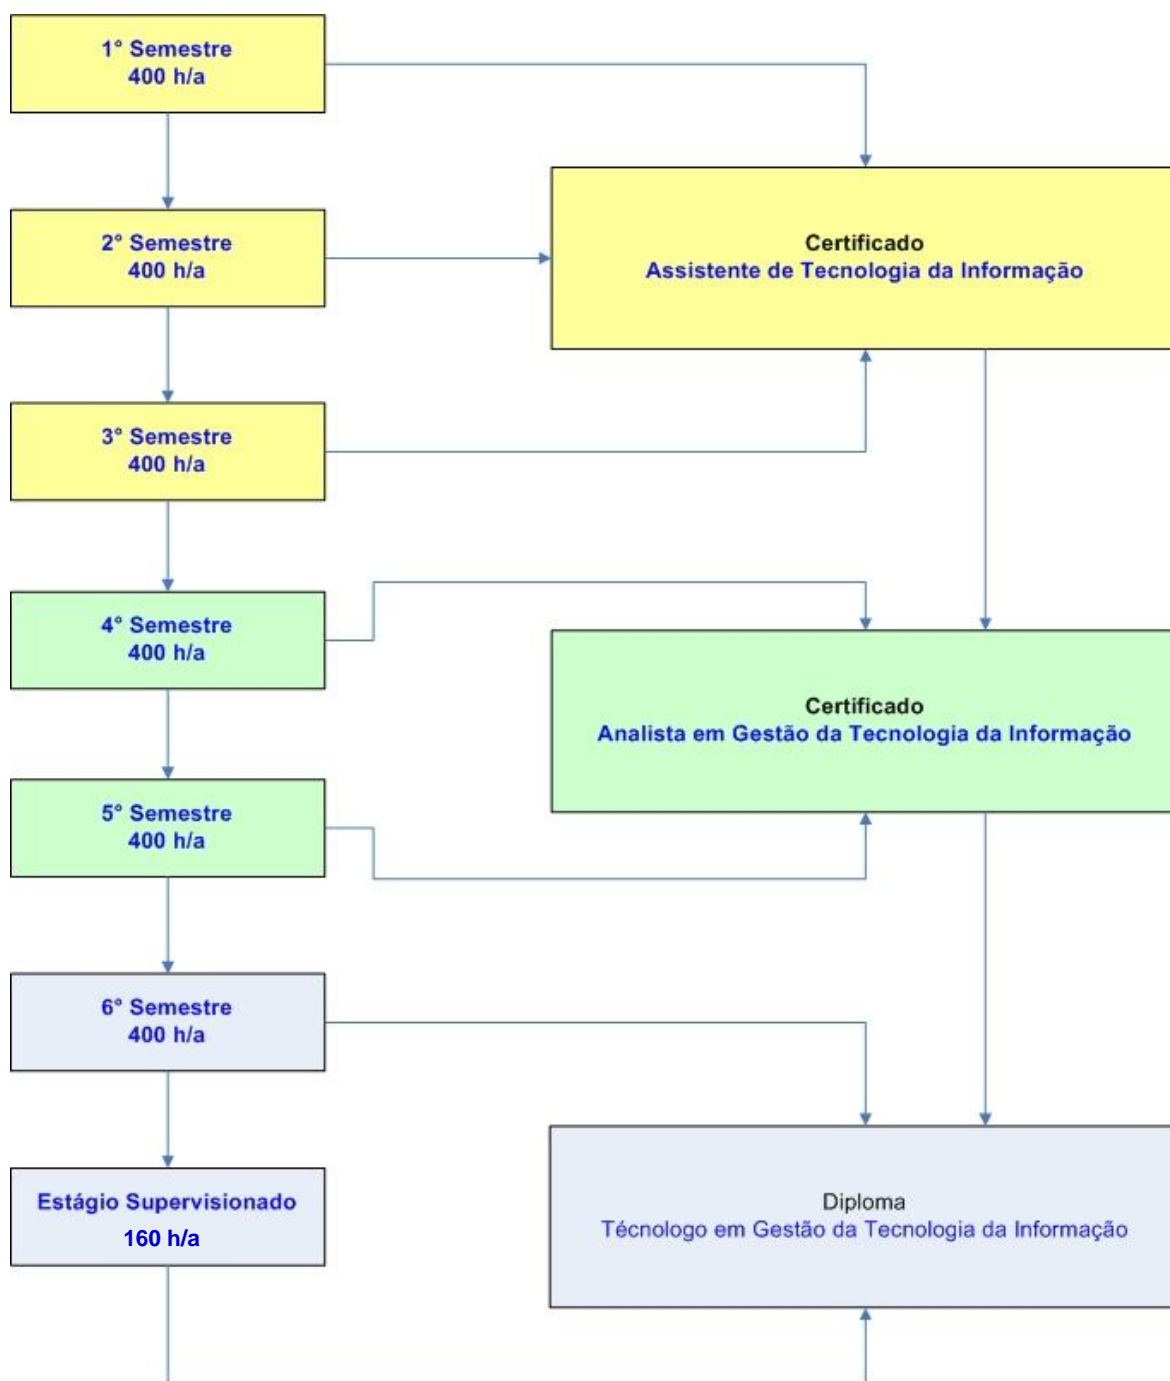 1° Semestre
400 h/a
2° Semestre
400 h/a
Certificado
Assistente de Tecnologia da Informação
3° Semestre
400 h/a
4° Semestre
400 h/a
Certificado
Analista em Gestão da Tecnologia da Informação
5° Semestre
400 h/a
6° Semestre
400 h/a
Estágio Supervisionado
160 h/a
Diploma
Técnologo em Gestão da Tecnologia da Informação